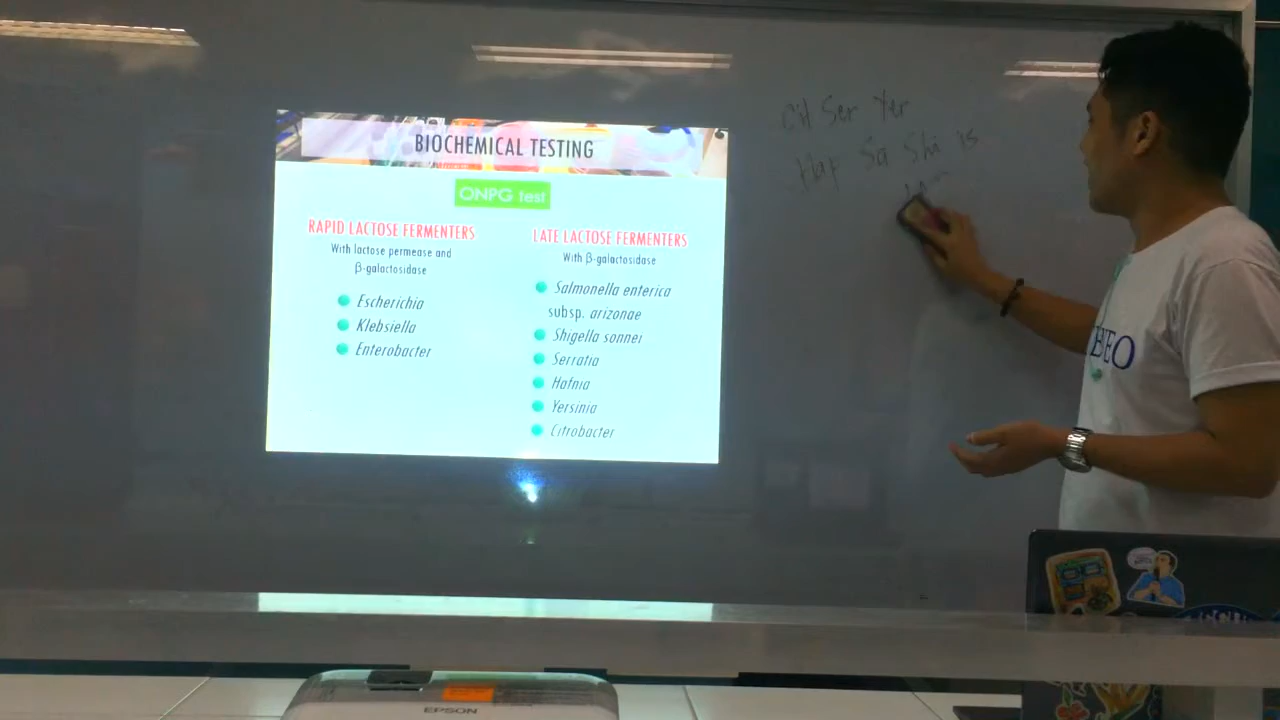 BIOCHEMICAL TESTING
ONPG test
RAPID LACTOSE FERMENTERS
With lactose permease and
β-galactosidase
Escherichia
Klebsiella
Enterobacter
LATE LACTOSE FERMENTERS
With β-galactosidase
Salmonella enterica
subsp. arizonae
Shigella sonnei
Serratia
Hafnia
Yersinia
Citrobacter
Cit Ser Yer
Haf Sa Shi is
EPSON